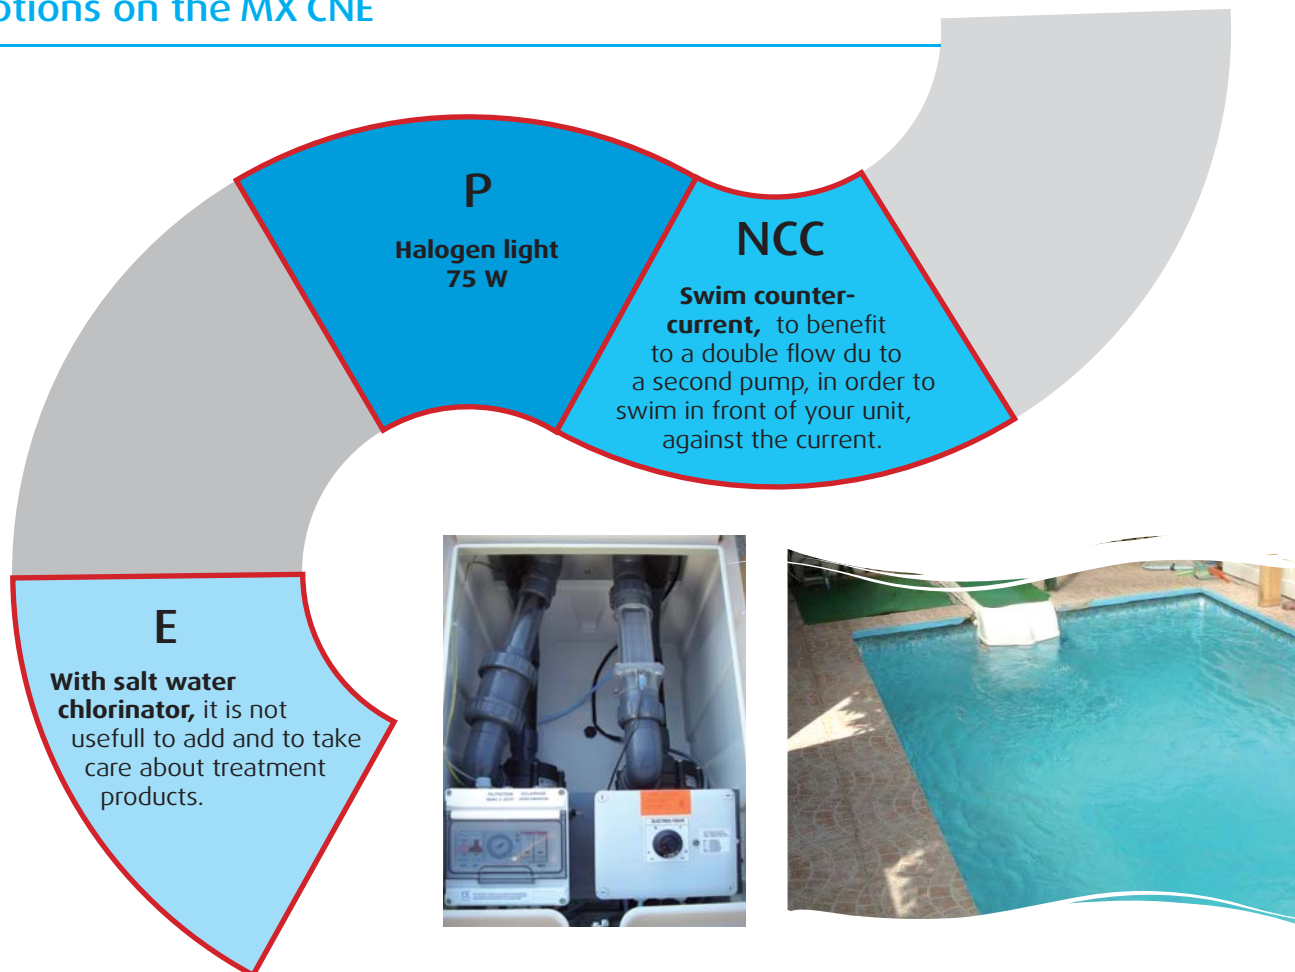 ptions on the MX CNE
P
Halogen light
75 W
NCC
Swim counter-
current, to benefit
to a double flow du to
a second pump, in order to
swim in front of your unit,
against the current.
E
With salt water
chlorinator, it is not
usefull to add and to take
care about treatment
products.